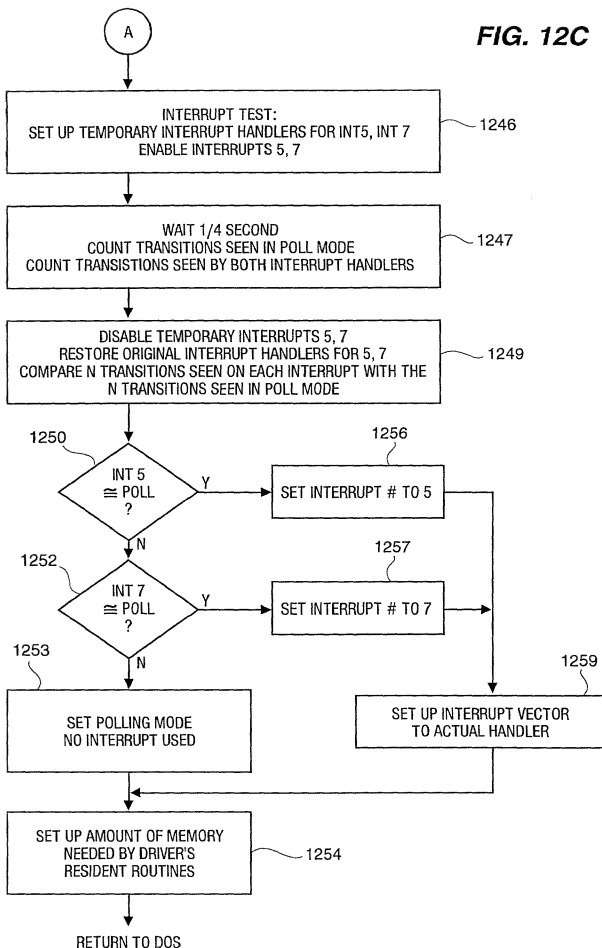 A
FIG. 12C
INTERRUPT TEST:
SET UP TEMPORARY INTERRUPT HANDLERS FOR INT5, INT 7
ENABLE INTERRUPTS 5, 7
1246
WAIT 1/4 SECOND
COUNT TRANSITIONS SEEN IN POLL MODE
COUNT TRANSISTIONS SEEN BY BOTH INTERRUPT HANDLERS
1247
DISABLE TEMPORARY INTERRUPTS 5, 7
RESTORE ORIGINAL INTERRUPT HANDLERS FOR 5, 7
COMPARE N TRANSITIONS SEEN ON EACH INTERRUPT WITH THE
N TRANSITIONS SEEN IN POLL MODE
1249
1250
INT 5
≅ POLL
?
Y
N
1256
SET INTERRUPT # TO 5
1252
INT 7
≅ POLL
?
Y
N
1257
SET INTERRUPT # TO 7
1253
SET POLLING MODE
NO INTERRUPT USED
1259
SET UP INTERRUPT VECTOR
TO ACTUAL HANDLER
SET UP AMOUNT OF MEMORY
NEEDED BY DRIVER'S
RESIDENT ROUTINES
1254
RETURN TO DOS